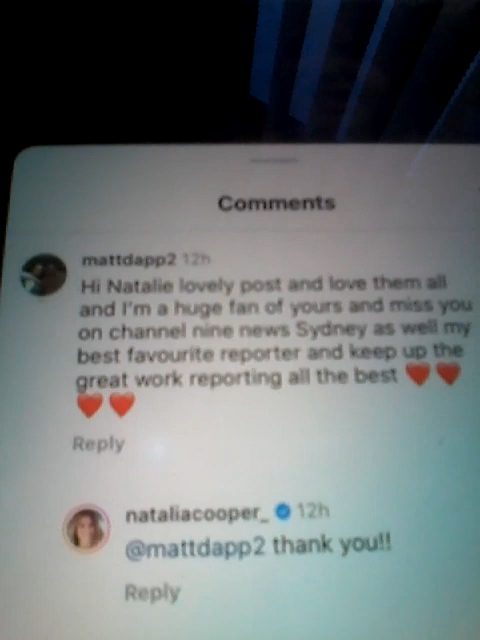 Comments
mattdapp2 12h
Hi Natalie lovely post and love them all
and I'm a huge fan of yours and miss you
on channel nine news Sydney as well my
best favourite reporter and keep up the
great work reporting all the best ❤️❤️
❤️❤️
Reply
nataliacooper_ 12h
@mattdapp2 thank you!!
Reply